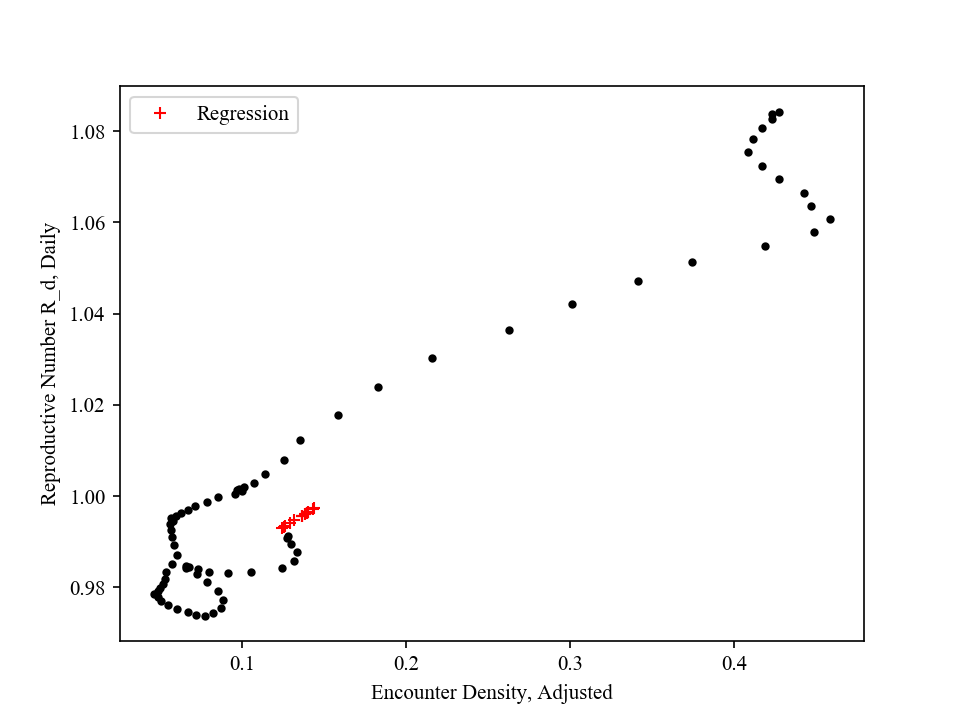 Regression
1.08
1.06
1.04
1.02
1.00
0.98
Reproductive Number R_d, Daily
0.1 0.2 0.3 0.4
Encounter Density, Adjusted